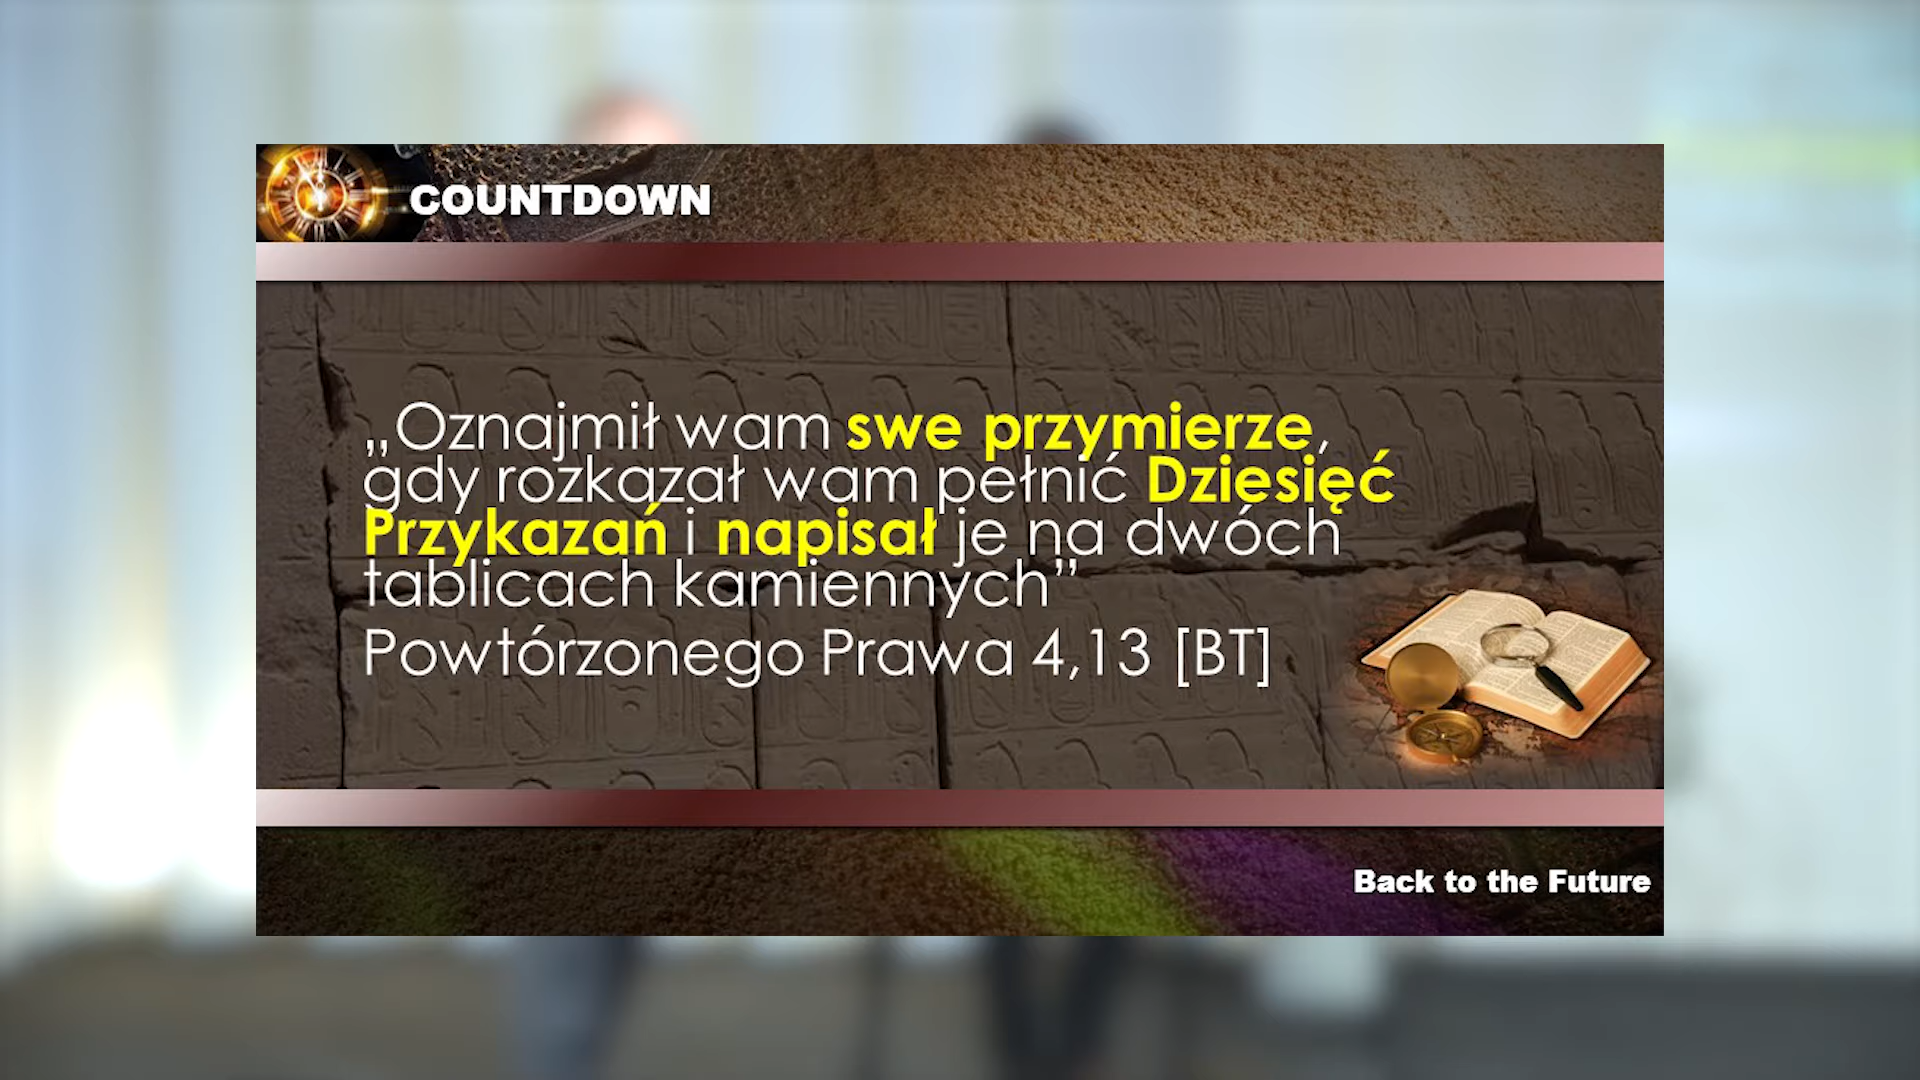 COUNTDOWN
„Oznajmił wam swe przymierze,
gdy rozkazał wam pełnić Dziesięć
Przykazań i napisał je na dwóch
tablicach kamiennych”
Powtórzonego Prawa 4,13 [BT]
Back to the Future